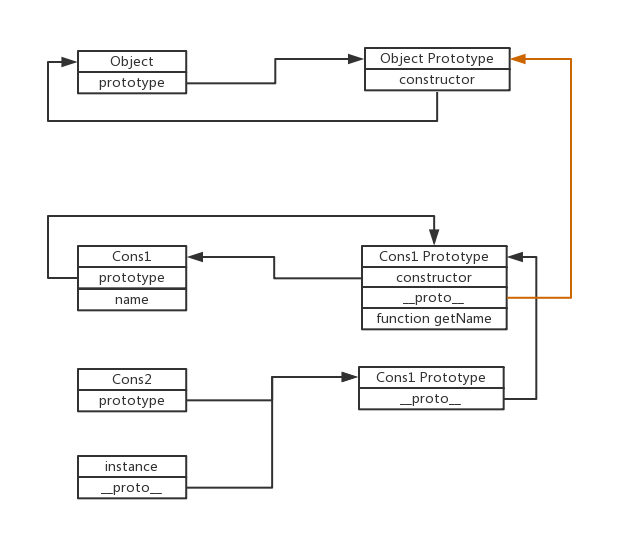 Object
prototype
Object Prototype
constructor
Cons1
prototype
name
Cons1 Prototype
constructor
__proto__
function getName
Cons2
prototype
Cons1 Prototype
__proto__
instance
__proto__